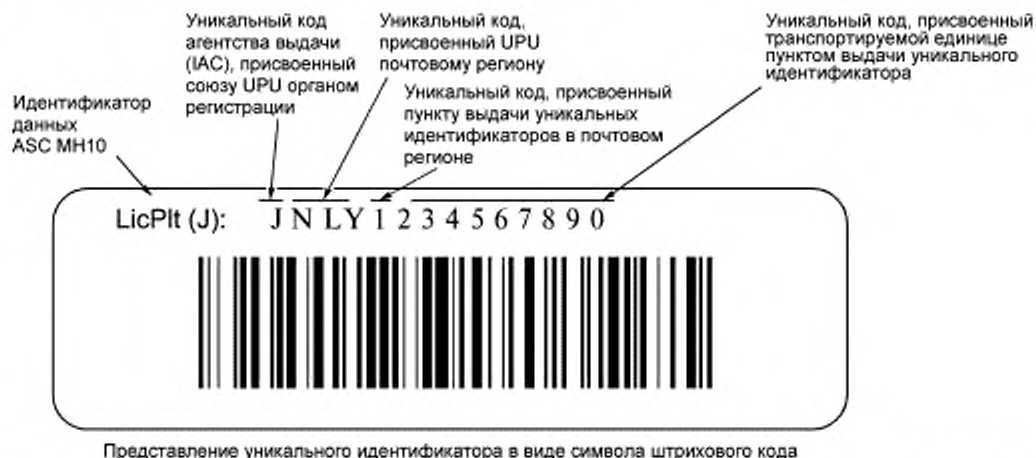 Уникальный код
агентства выдачи
(IAC), присвоенный
союзу UPU органом
регистрации
Уникальный код,
присвоенный UPU
почтовому региону
Уникальный код, присвоенный
пункту выдачи уникальных
идентификаторов в почтовом
регионе
Уникальный код, присвоенный
транспортируемой единице
пунктом выдачи уникального
идентификатора
Идентификатор
данных
ASC MH10
LicPlt (J): J N L Y 1 2 3 4 5 6 7 8 9 0
Представление уникального идентификатора в виде символа штрихового кода